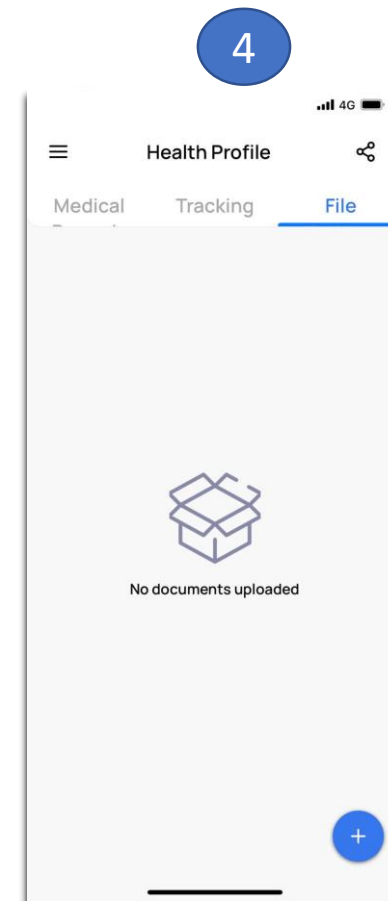 4
4G
Health Profile
Medical Tracking File
No documents uploaded
+